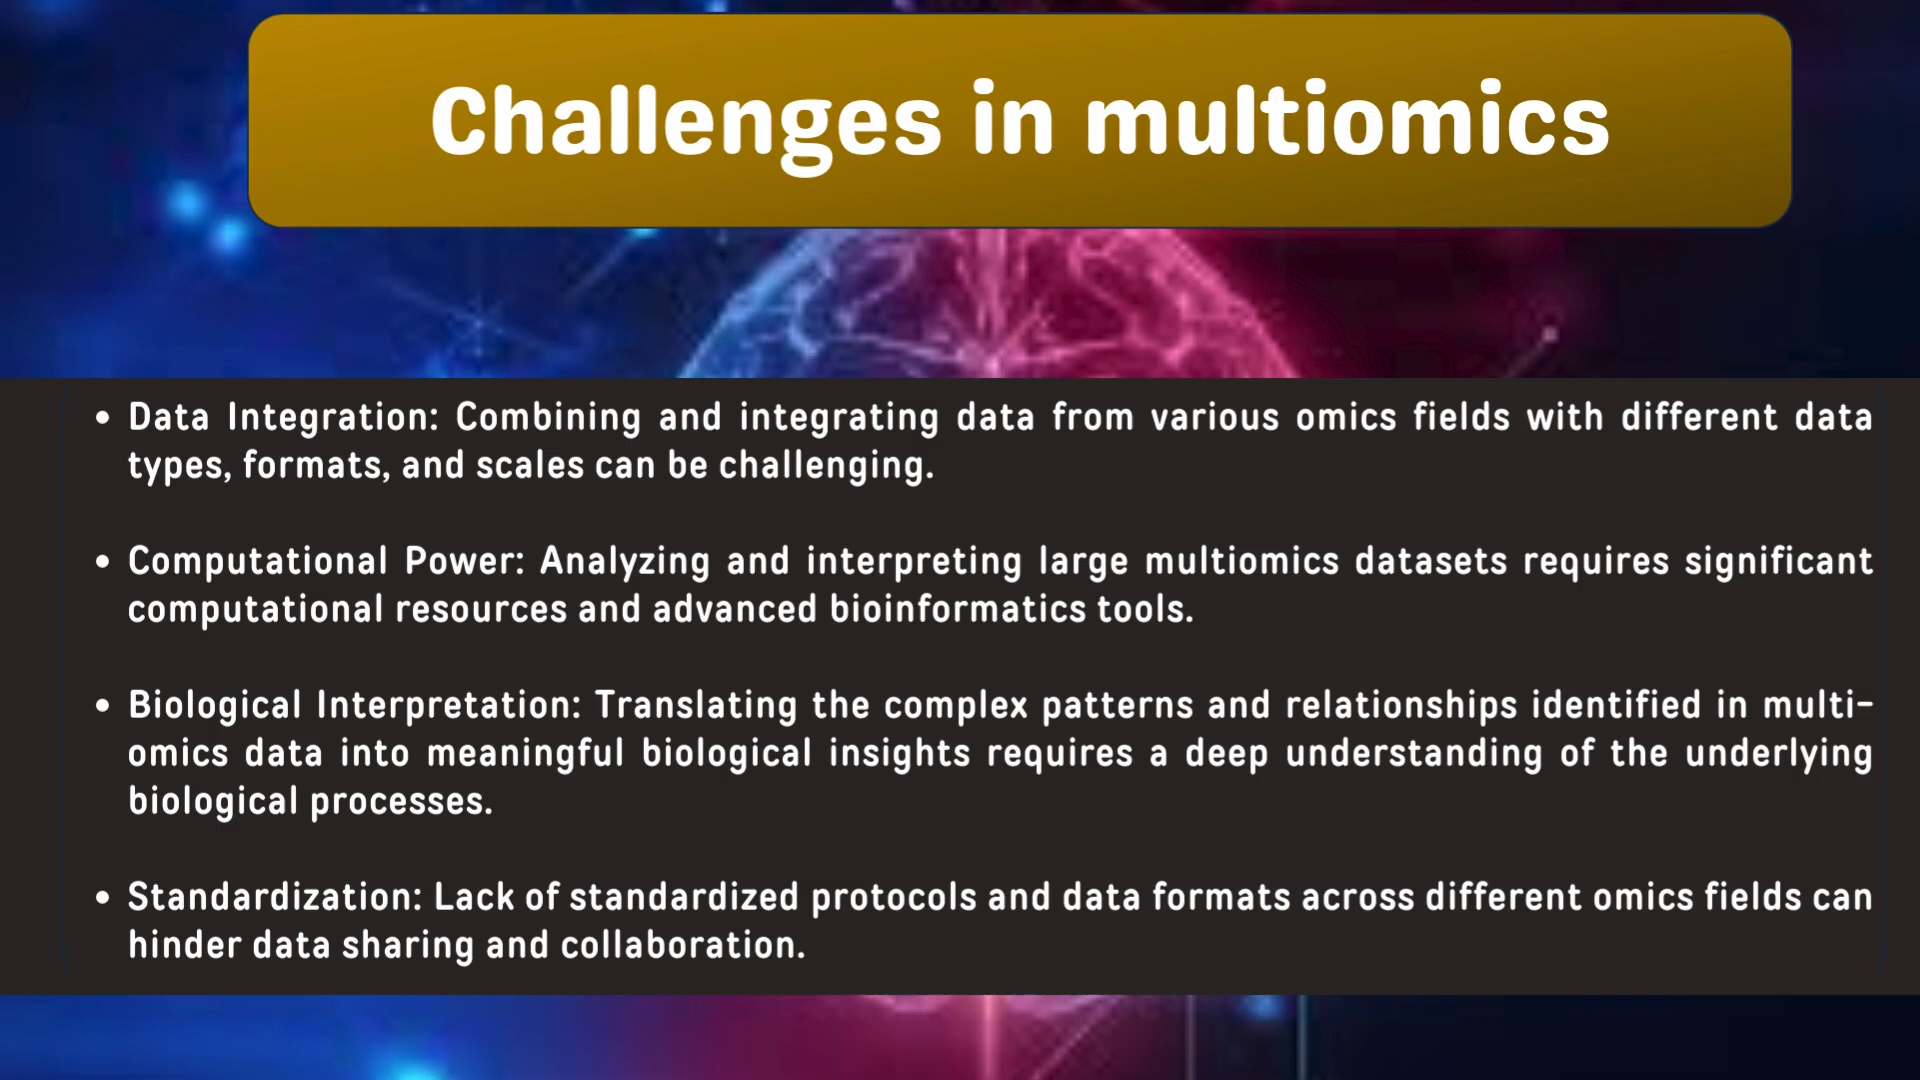 Challenges in multiomics
• Data Integration: Combining and integrating data from various omics fields with different data
types, formats, and scales can be challenging.
• Computational Power: Analyzing and interpreting large multiomics datasets requires significant
computational resources and advanced bioinformatics tools.
• Biological Interpretation: Translating the complex patterns and relationships identified in multi-
omics data into meaningful biological insights requires a deep understanding of the underlying
biological processes.
• Standardization: Lack of standardized protocols and data formats across different omics fields can
hinder data sharing and collaboration.